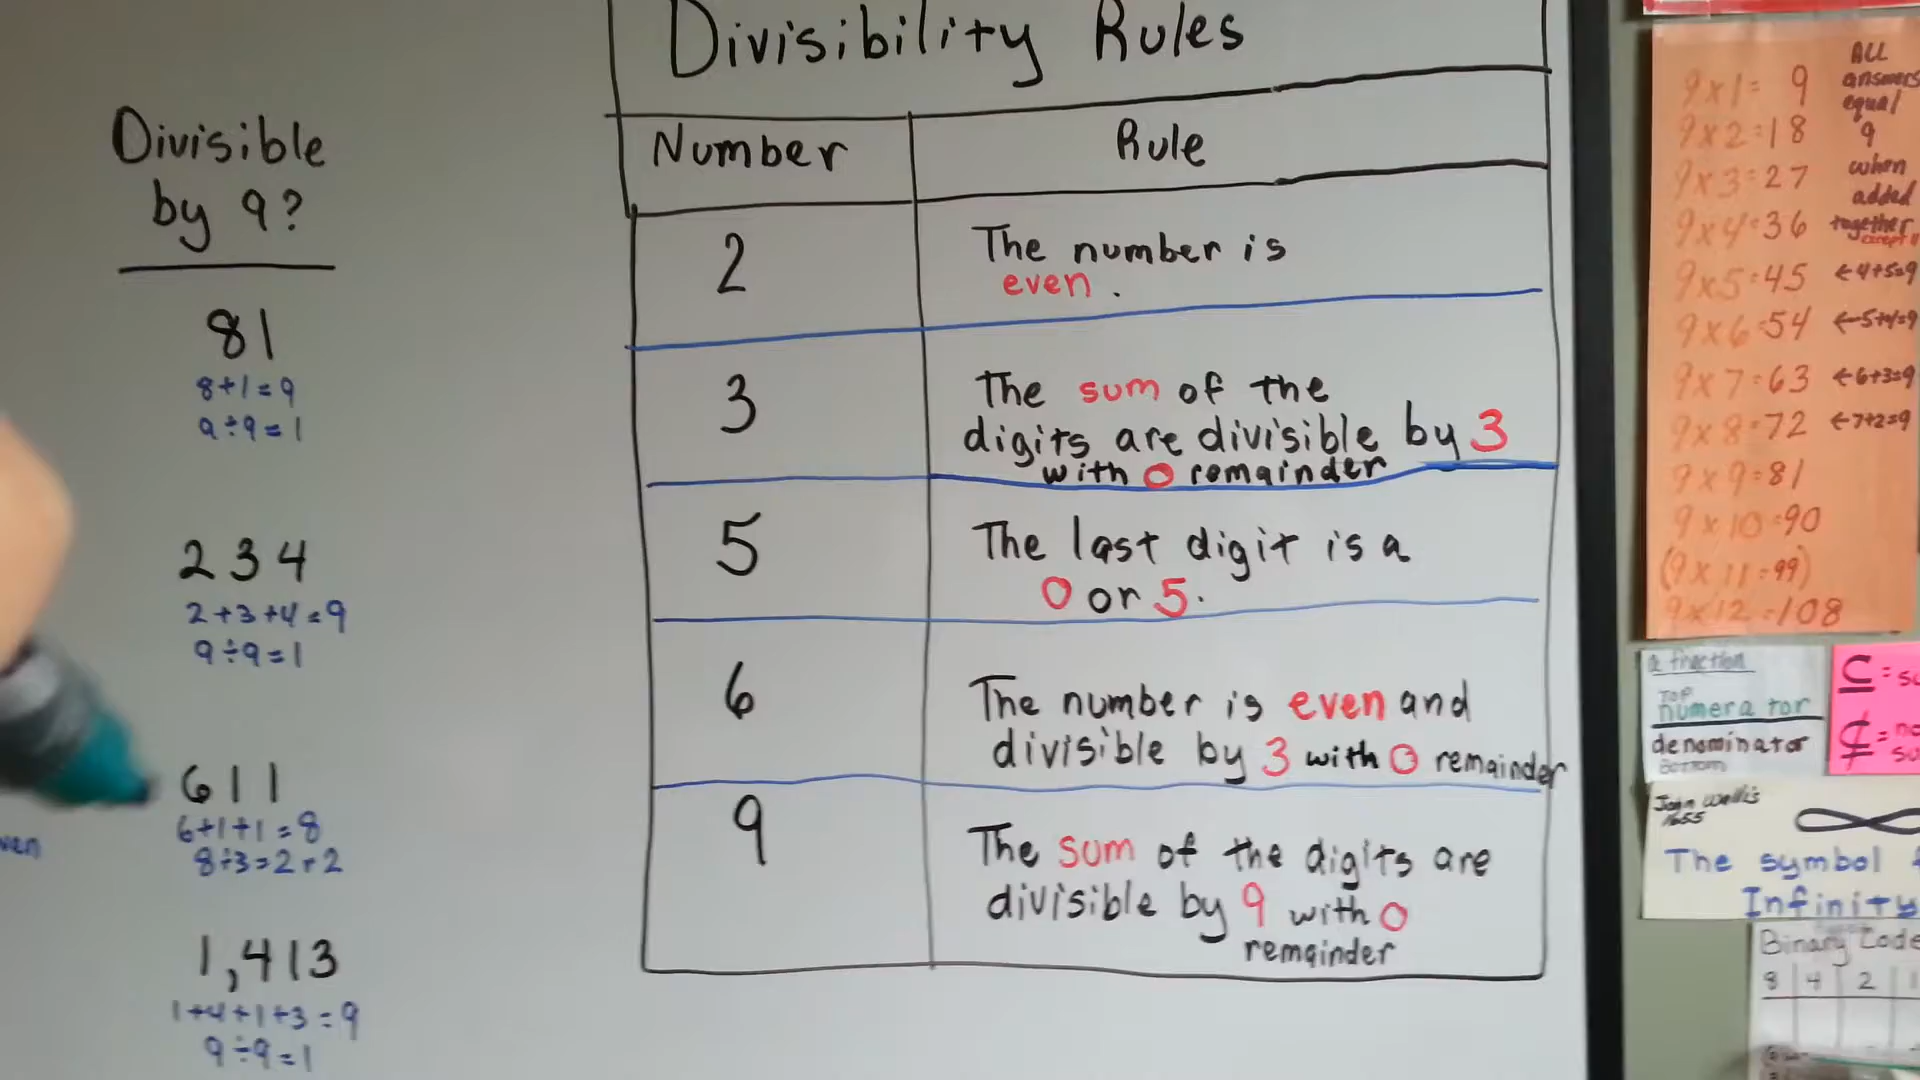 Divisible
by 9?
81
8+1=9
9÷9=1
234
2+3+4=9
9÷9=1
611
6+1+1=8
8÷3=2r2
1,413
1+4+1+3=9
9÷9=1
Divisibility Rules
Number Rule
2 The number is
even.
3 The sum of the
digits are divisible by 3
with 0 remainder
5 The last digit is a
0 or 5.
6 The number is even and
divisible by 3 with 0 remainder
9 The sum of the digits are
divisible by 9 with 0
remainder
9x1=9
9x2=18
9x3=27
9x4=36
9x5=45 ←4+5=9
9x6=54 ←5+4=9
9x7=63 ←6+3=9
9x8=72 ←7+2=9
9x9=81
9x10=90
(9x11=99)
9x12=108
ALL
answers
equal
9
when
added
together
except 11
a fraction
TOP
numerator
denominator
BOTTOM
⊆ =
⊄ =
John Wallis
1655
The symbol
Infinity
Binary Code
8 4 2 1